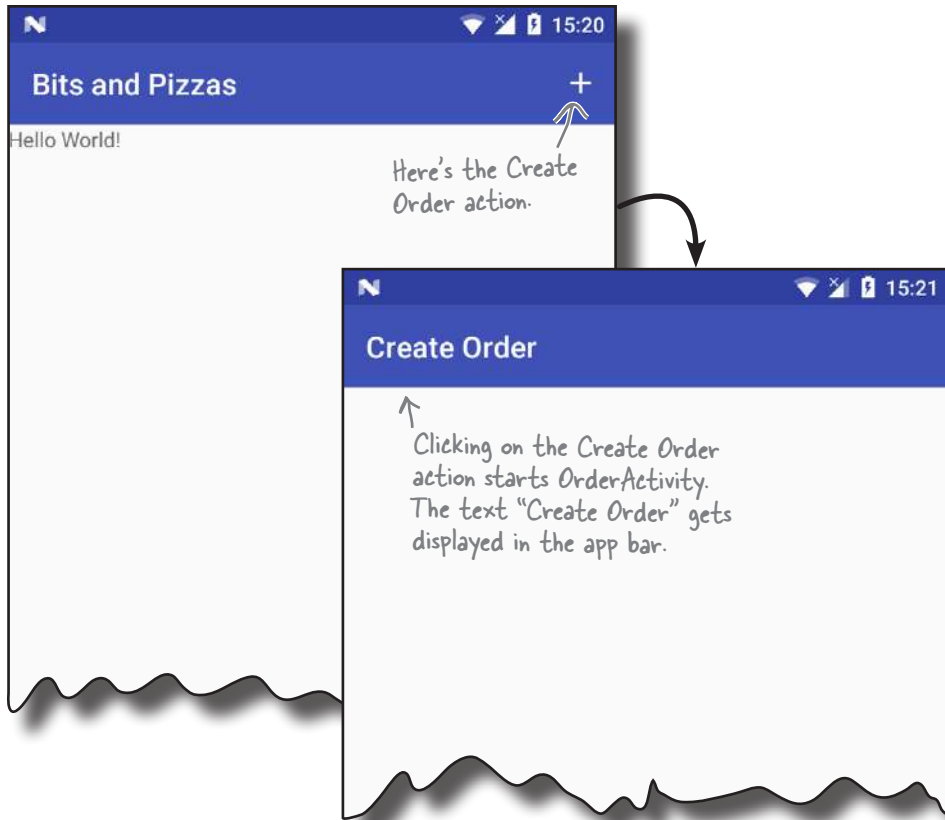 15:20
Bits and Pizzas
+
Hello World!
Here's the Create
Order action.
15:21
Create Order
Clicking on the Create Order
action starts OrderActivity.
The text “Create Order” gets
displayed in the app bar.